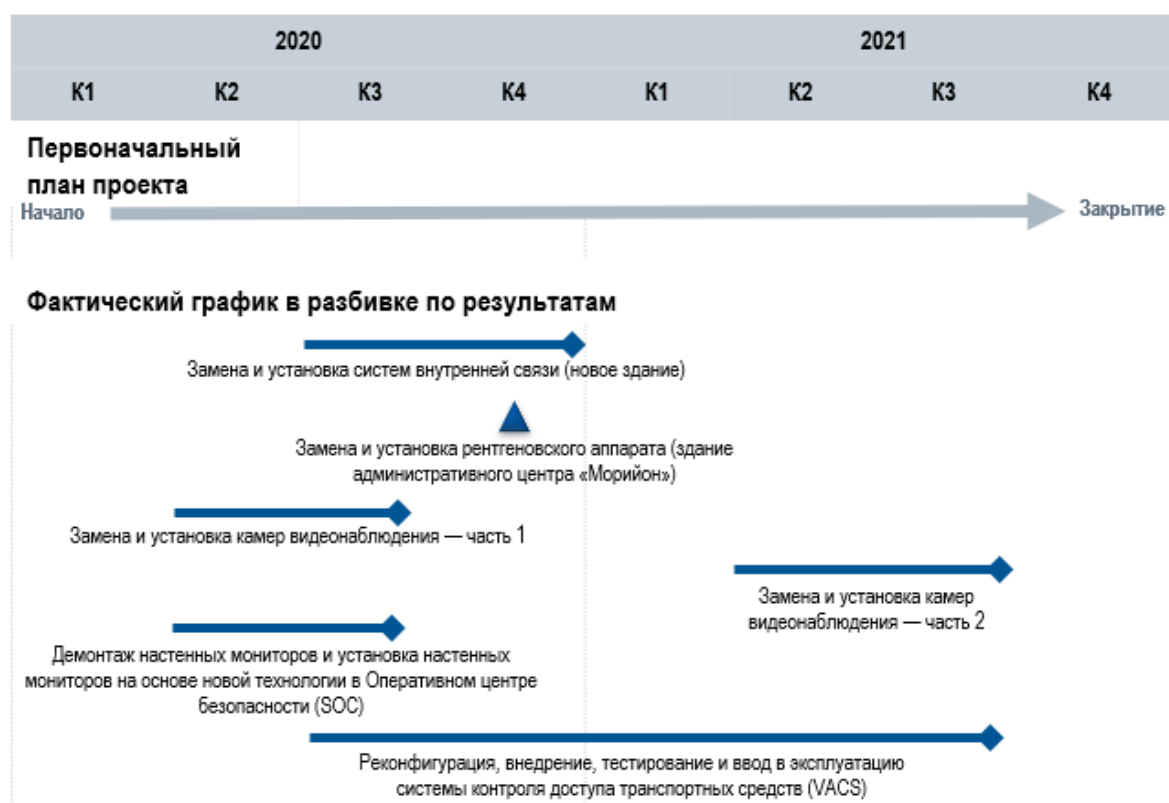 2020 2021
К1 К2 К3 К4 К1 К2 К3 К4
Первоначальный
план проекта
Начало Закрытие
Фактический график в разбивке по результатам
Замена и установка систем внутренней связи (новое здание)
Замена и установка рентгеновского аппарата (здание
административного центра «Морийон»)
Замена и установка камер видеонаблюдения — часть 1
Замена и установка камер
видеонаблюдения — часть 2
Демонтаж настенных мониторов и установка настенных
мониторов на основе новой технологии в Оперативном центре
безопасности (SOC)
Реконфигурация, внедрение, тестирование и ввод в эксплуатацию
системы контроля доступа транспортных средств (VACS)